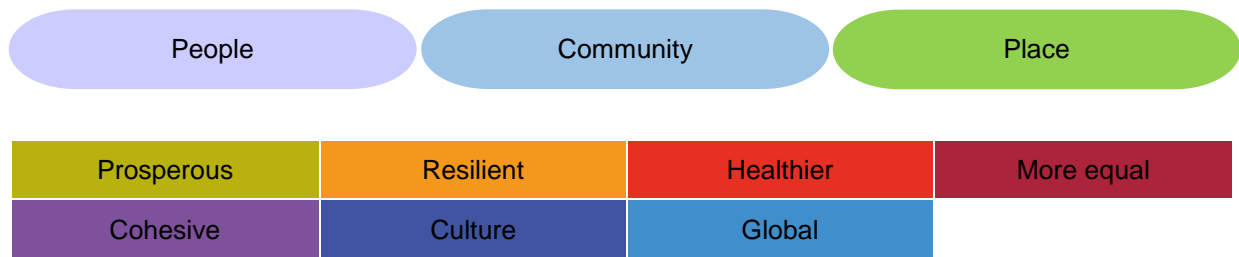 People Community Place
Prosperous Resilient Healthier More equal
Cohesive Culture Global